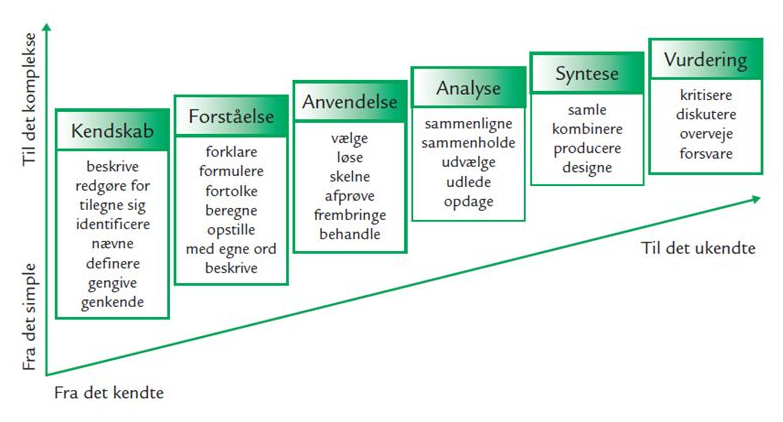 Til det komplekse
Fra det simple
Kendskab
beskrive
redgøre for
tilegne sig
identificere
nævne
definere
gengive
genkende
Forståelse
forklare
formulere
fortolke
beregne
opstille
med egne ord
beskrive
Anvendelse
vælge
løse
skelne
afprøve
frembringe
behandle
Analyse
sammenligne
sammenholde
udvælge
udlede
opdage
Syntese
samle
kombinere
producere
designe
Vurdering
kritisere
diskutere
overveje
forsvare
Til det ukendte
Fra det kendte